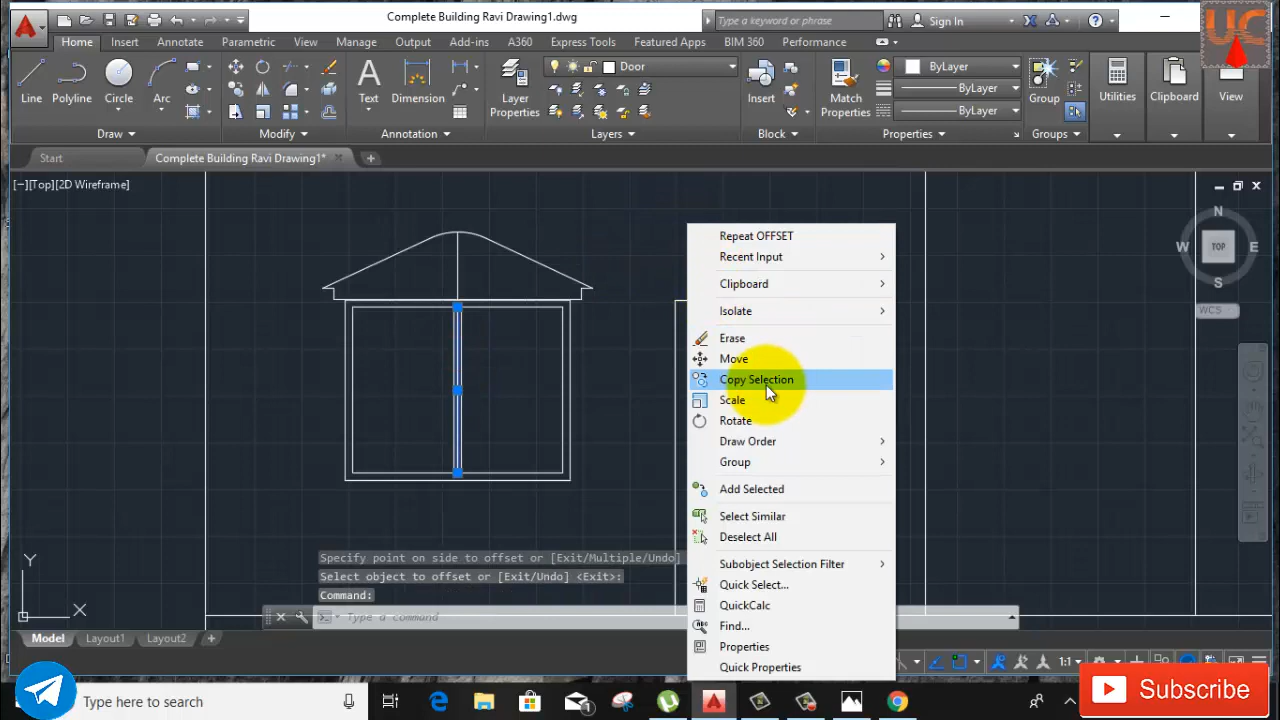 Complete Building Ravi Drawing1.dwg
Type a keyword or phrase
Sign In
UC
Home
Insert
Annotate
Parametric
View
Manage
Output
Add-ins
A360
Express Tools
Featured Apps
BIM 360
Performance
Line
Polyline
Circle
Arc
Text
Dimension
Layer
Properties
Door
Insert
Match
Properties
ByLayer
ByLayer
ByLayer
Group
Utilities
Clipboard
View
Draw
Modify
Annotation
Layers
Block
Properties
Groups
Start
Complete Building Ravi Drawing1*
[−][Top][2D Wireframe]
N
W
TOP
E
S
WCS
Repeat OFFSET
Recent Input
Clipboard
Isolate
Erase
Move
Copy Selection
Scale
Rotate
Draw Order
Group
Add Selected
Select Similar
Deselect All
Subobject Selection Filter
Quick Select...
QuickCalc
Find...
Properties
Quick Properties
Specify point on side to offset or [Exit/Multiple/Undo]
Select object to offset or [Exit/Undo] <Exit>:
Command:
Type a command
Y
X
Model
Layout1
Layout2
1:1
Type here to search
1
Subscribe